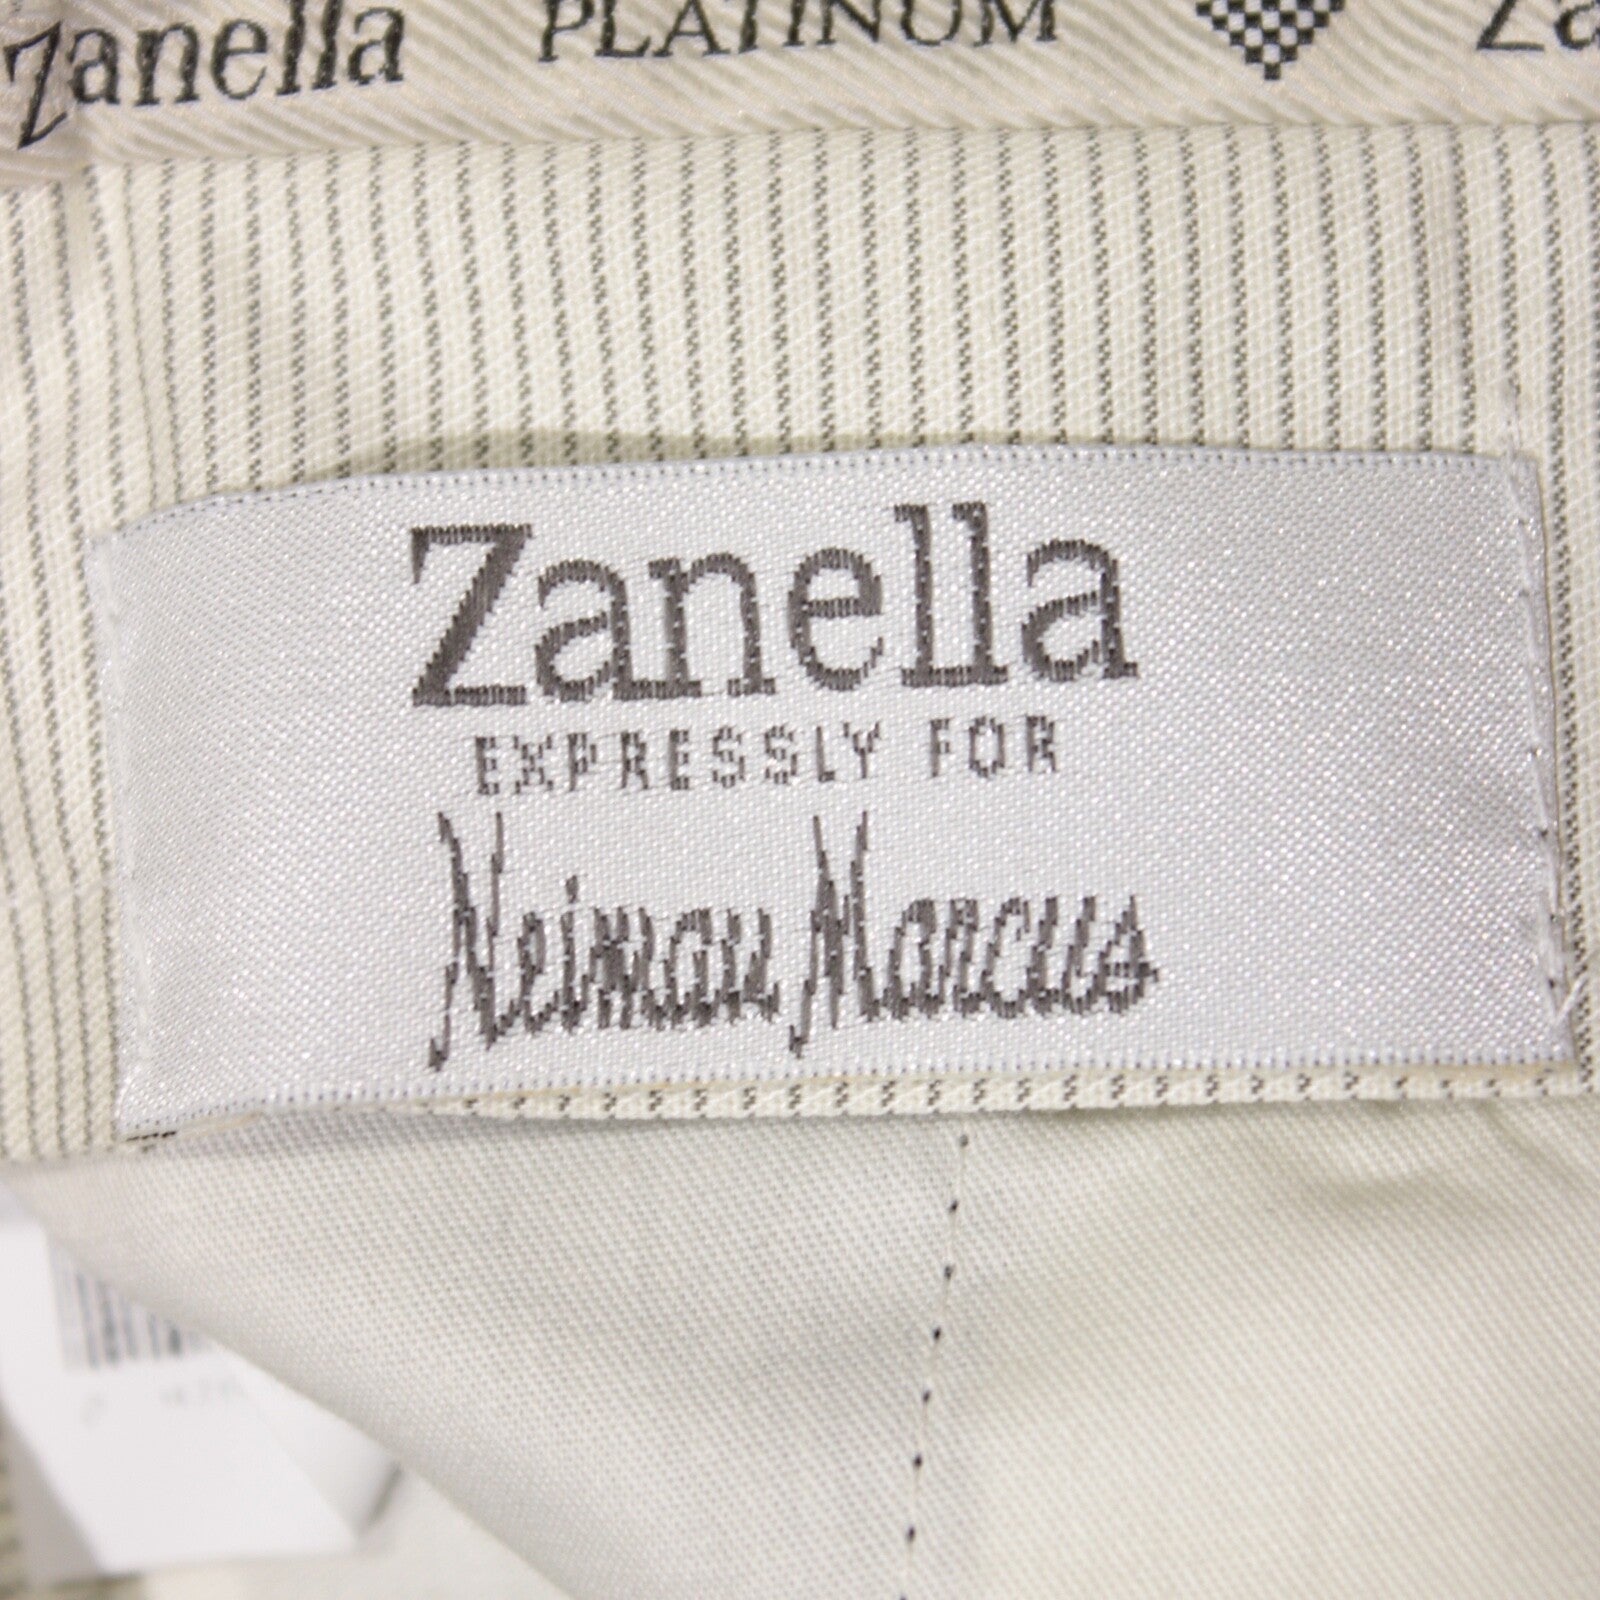 Zanella PLATINUM Za
Zanella
EXPRESSLY FOR
Neiman Marcus